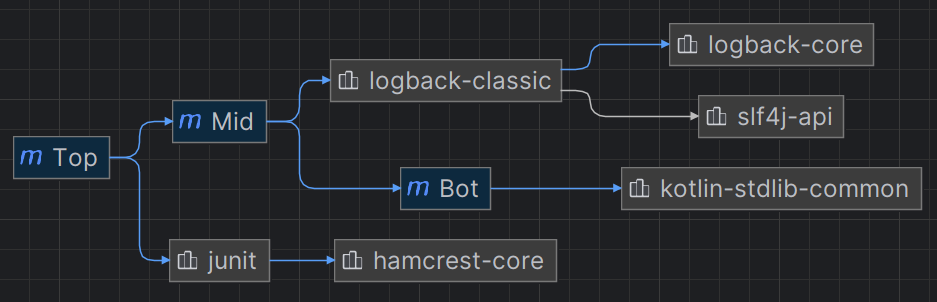 logback-core
logback-classic
slf4j-api
m Mid
m Top
m Bot
kotlin-stdlib-common
junit
hamcrest-core